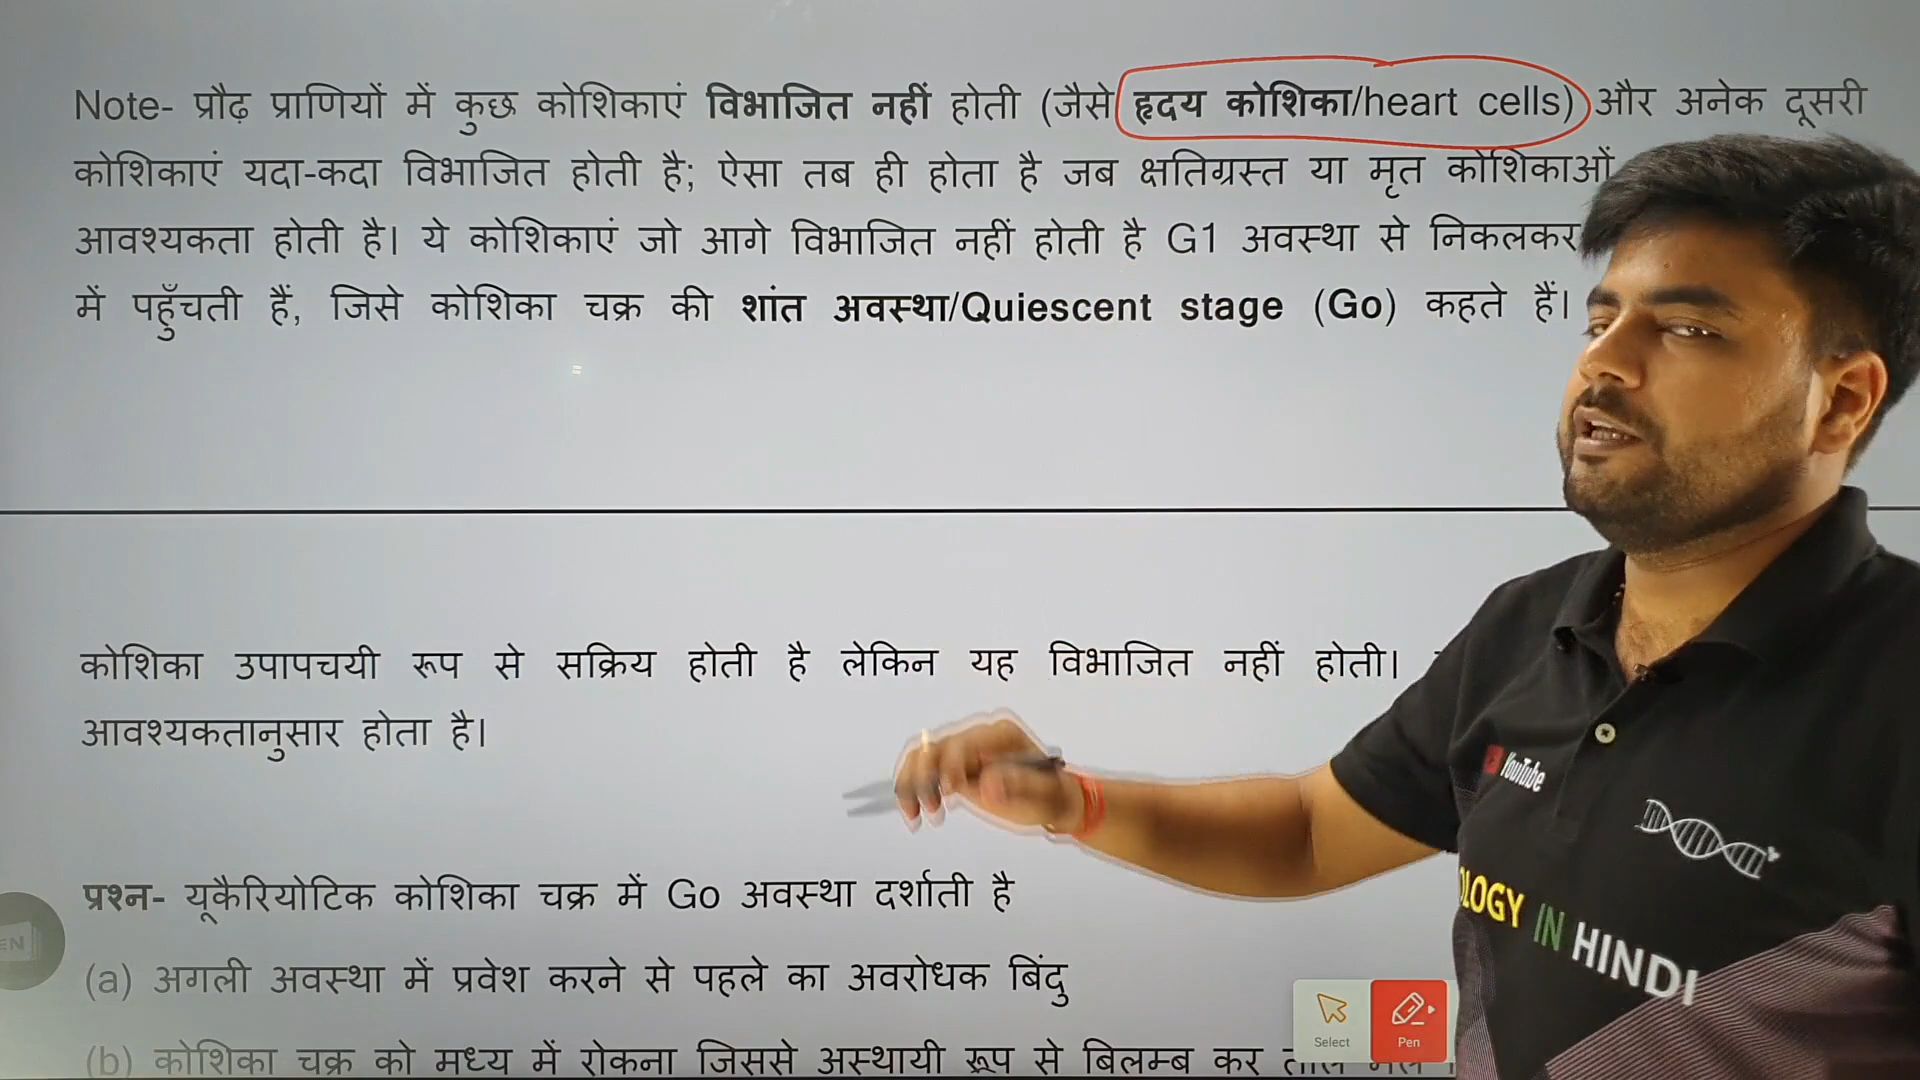 Note- प्रौढ़ प्राणियों में कुछ कोशिकाएं विभाजित नहीं होती (जैसे हृदय कोशिका/heart cells) और अनेक दूसरी
कोशिकाएं यदा-कदा विभाजित होती है; ऐसा तब ही होता है जब क्षतिग्रस्त या मृत कोशिकाओं
आवश्यकता होती है। ये कोशिकाएं जो आगे विभाजित नहीं होती है G1 अवस्था से निकलकर
में पहुँचती हैं, जिसे कोशिका चक्र की शांत अवस्था/Quiescent stage (Go) कहते हैं।
कोशिका उपापचयी रूप से सक्रिय होती है लेकिन यह विभाजित नहीं होती।
आवश्यकतानुसार होता है।
प्रश्न- यूकैरियोटिक कोशिका चक्र में Go अवस्था दर्शाती है
(a) अगली अवस्था में प्रवेश करने से पहले का अवरोधक बिंदु
(b) कोशिका चक्र को मध्य में रोकना जिससे अस्थायी रूप से बिलम्ब कर
Select
Pen
EN
YouTube
OLOGY IN HINDI